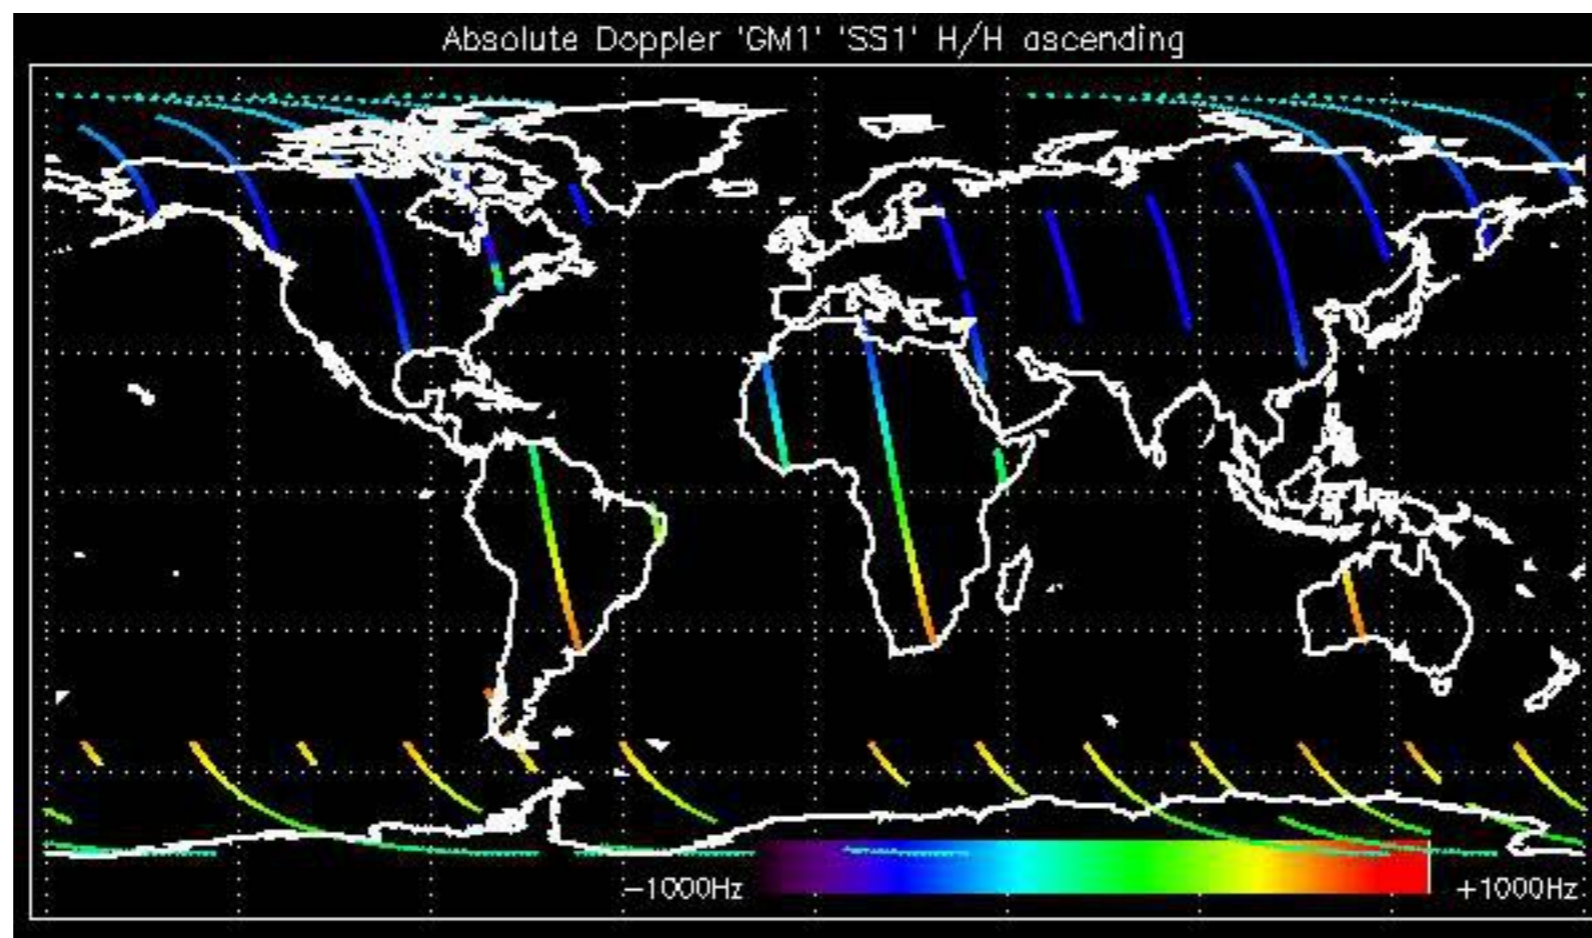 Absolute Doppler 'GM1' 'SS1' H/H ascending
−1000Hz
+1000Hz